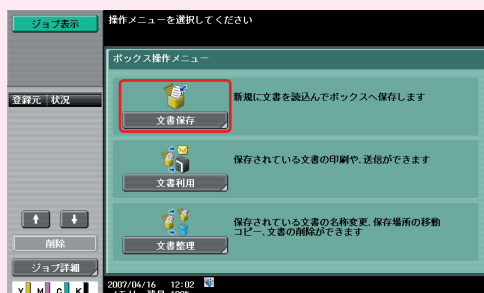 ジョブ表示
操作メニューを選択してください
ボックス操作メニュー
登録元 状況
新規に文書を読込んでボックスへ保存します
文書保存
保存されている文書の印刷や、送信ができます
文書利用
保存されている文書の名称変更、保存場所の移動
コピー、文書の削除ができます
文書整理
削除
ジョブ詳細
2007/04/16 12:02
Y M C K
メモリー残量 100%